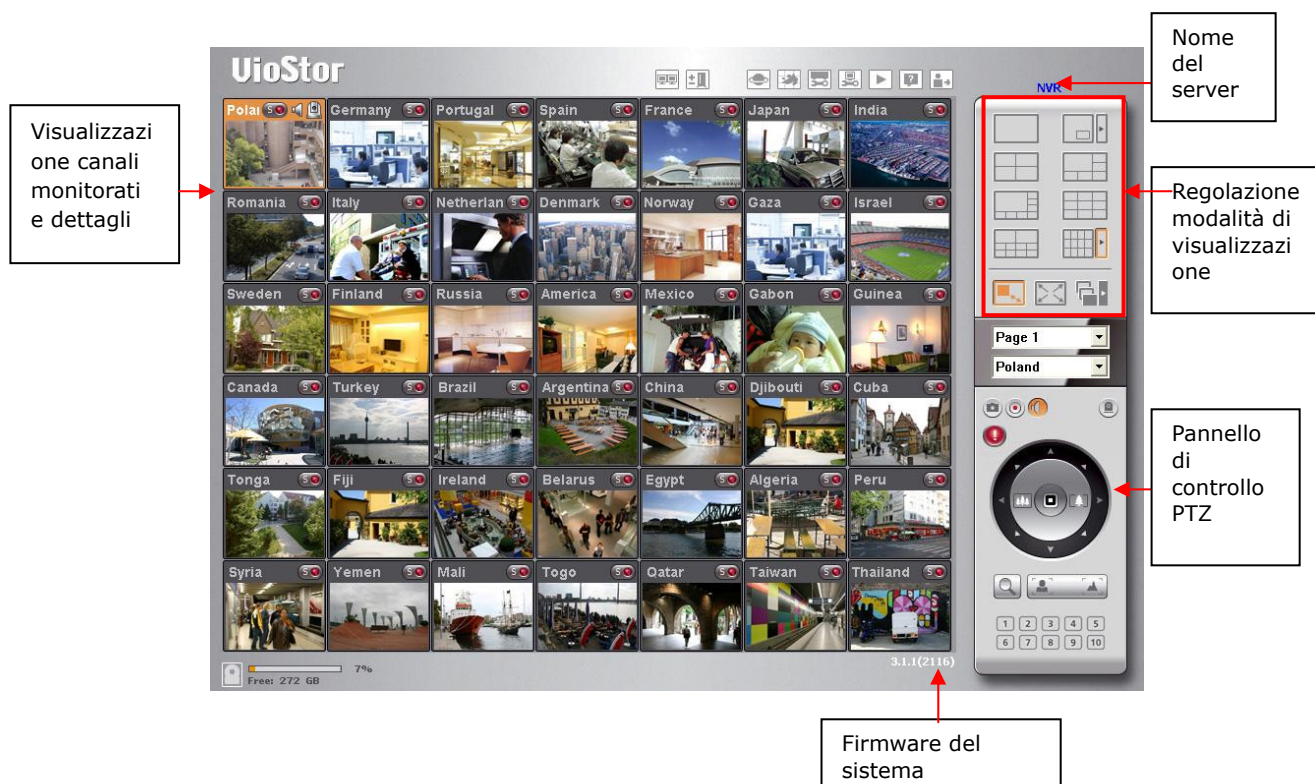 Nome
del
server
UioStor
NVR
Visualizzazi
one canali
monitorati
e dettagli
Polar
Germany
Portugal
Spain
France
Japan
India
Romania
Italy
Netherlan
Denmark
Norway
Gaza
Israel
Regolazione
modalità di
visualizzazi
one
Sweden
Finland
Russia
America
Mexico
Gabon
Guinea
Page 1
Poland
Canada
Turkey
Brazil
Argentina
China
Djibouti
Cuba
Pannello
di
controllo
PTZ
Tonga
Fiji
Ireland
Belarus
Egypt
Algeria
Peru
Syria
Yemen
Mali
Togo
Qatar
Taiwan
Thailand
1 2 3 4 5
6 7 8 9 10
7%
Free: 272 GB
3.1.1(2116)
Firmware del
sistema